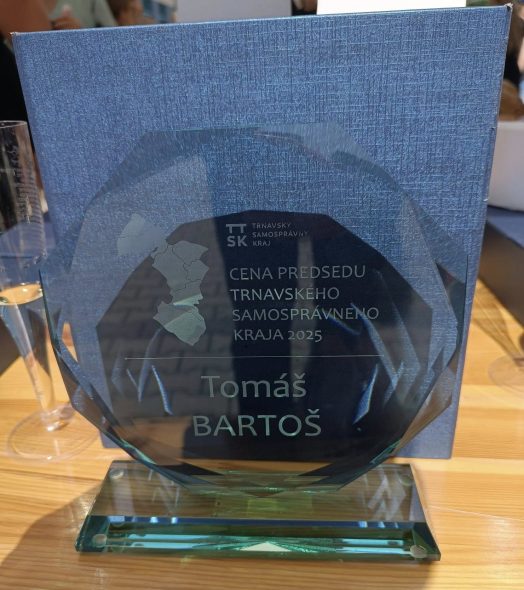 TT SK
TRNAVSKÝ
SAMOSPRÁVNY
KRAJ
CENA PREDSEDU
TRNAVSKÉHO
SAMOSPRÁVNEHO
KRAJA 2025
Tomáš
BARTOŠ